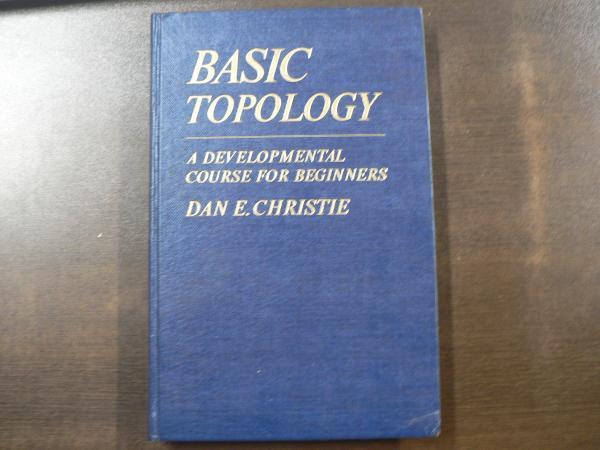 BASIC
TOPOLOGY
A DEVELOPMENTAL
COURSE FOR BEGINNERS
DAN E. CHRISTIE